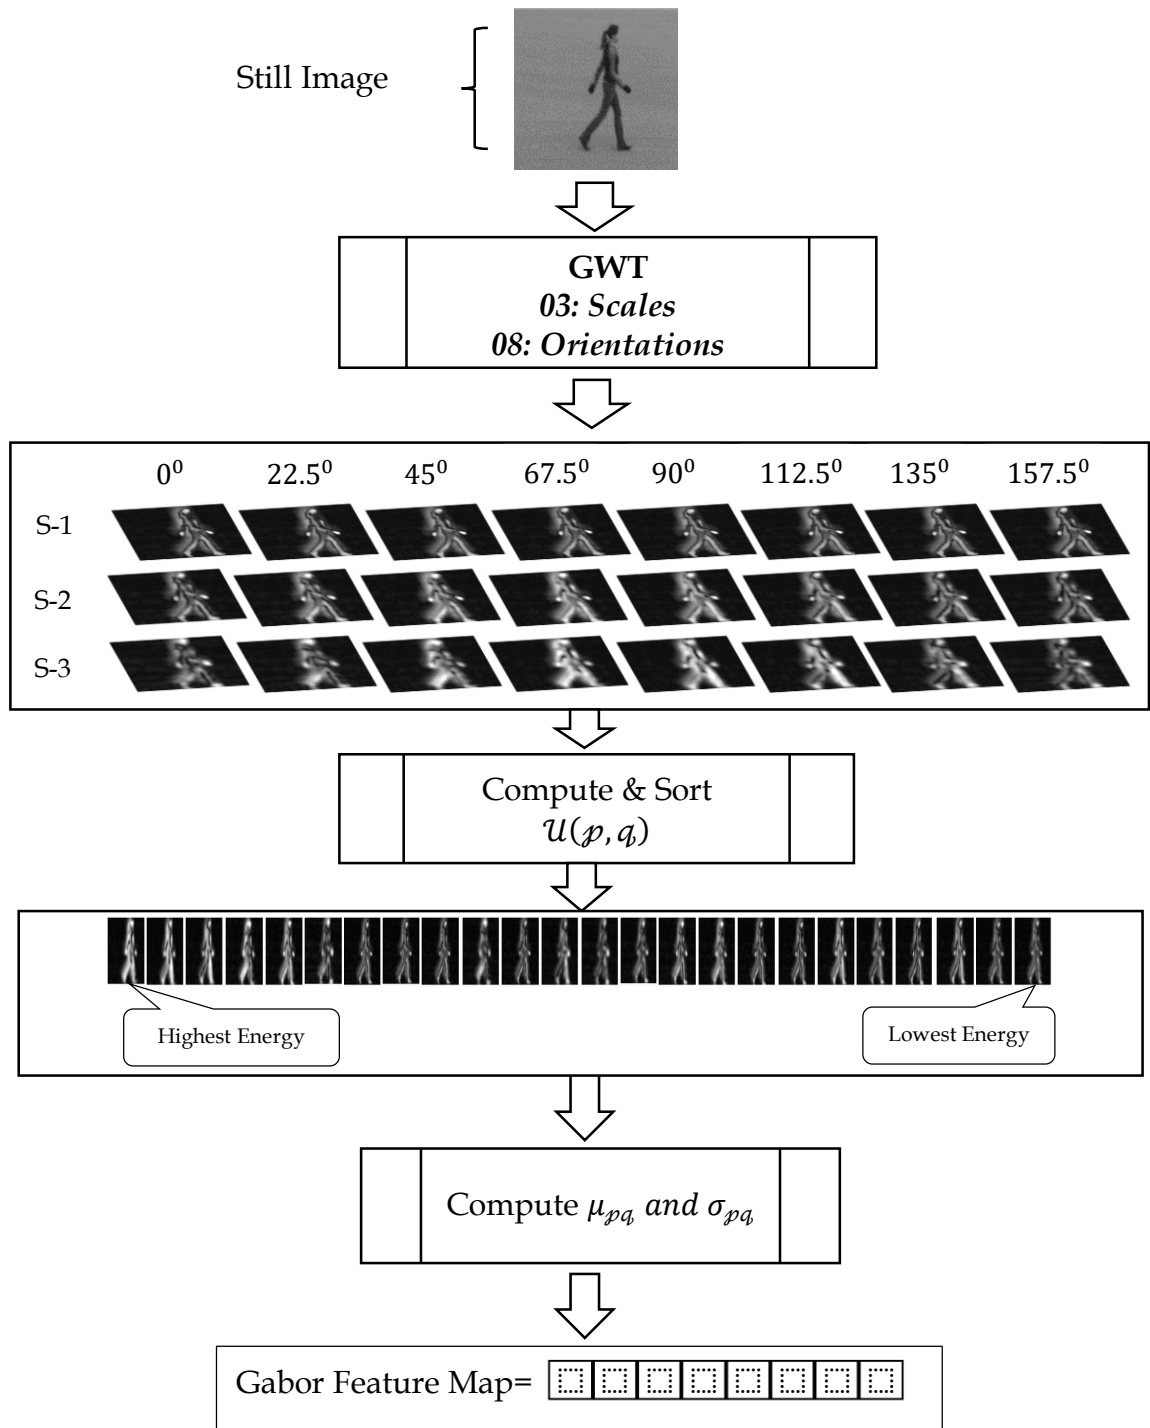 Still Image
GWT
03: Scales
08: Orientations
0⁰ 22.5⁰ 45⁰ 67.5⁰ 90⁰ 112.5⁰ 135⁰ 157.5⁰
S-1
S-2
S-3
Compute & Sort
𝒰(𝓅, 𝓆)
Highest Energy
Lowest Energy
Compute μ𝓅𝓆 and σ𝓅𝓆
Gabor Feature Map=